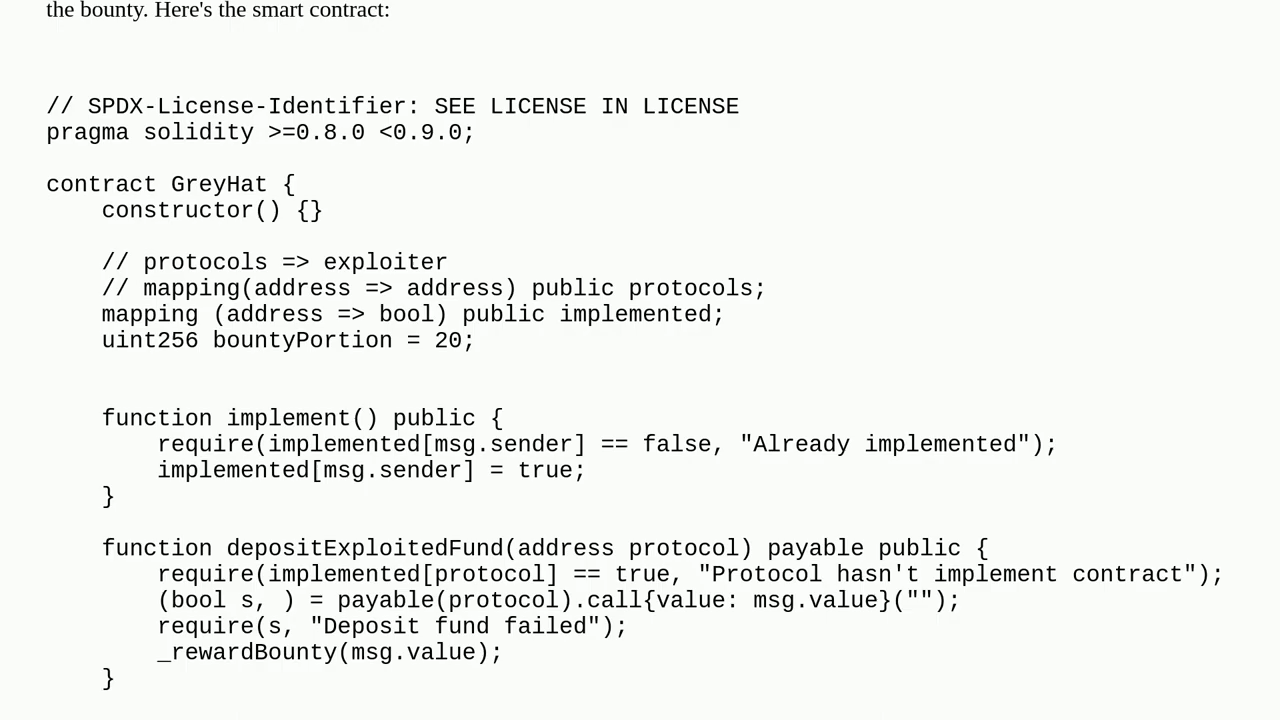 the bounty. Here's the smart contract:
// SPDX-License-Identifier: SEE LICENSE IN LICENSE
pragma solidity >=0.8.0 <0.9.0;
contract GreyHat {
    constructor() {}
    // protocols => exploiter
    // mapping(address => address) public protocols;
    mapping (address => bool) public implemented;
    uint256 bountyPortion = 20;
    function implement() public {
        require(implemented[msg.sender] == false, "Already implemented");
        implemented[msg.sender] = true;
    }
    function depositExploitedFund(address protocol) payable public {
        require(implemented[protocol] == true, "Protocol hasn't implement contract");
        (bool s, ) = payable(protocol).call{value: msg.value}("");
        require(s, "Deposit fund failed");
        _rewardBounty(msg.value);
    }